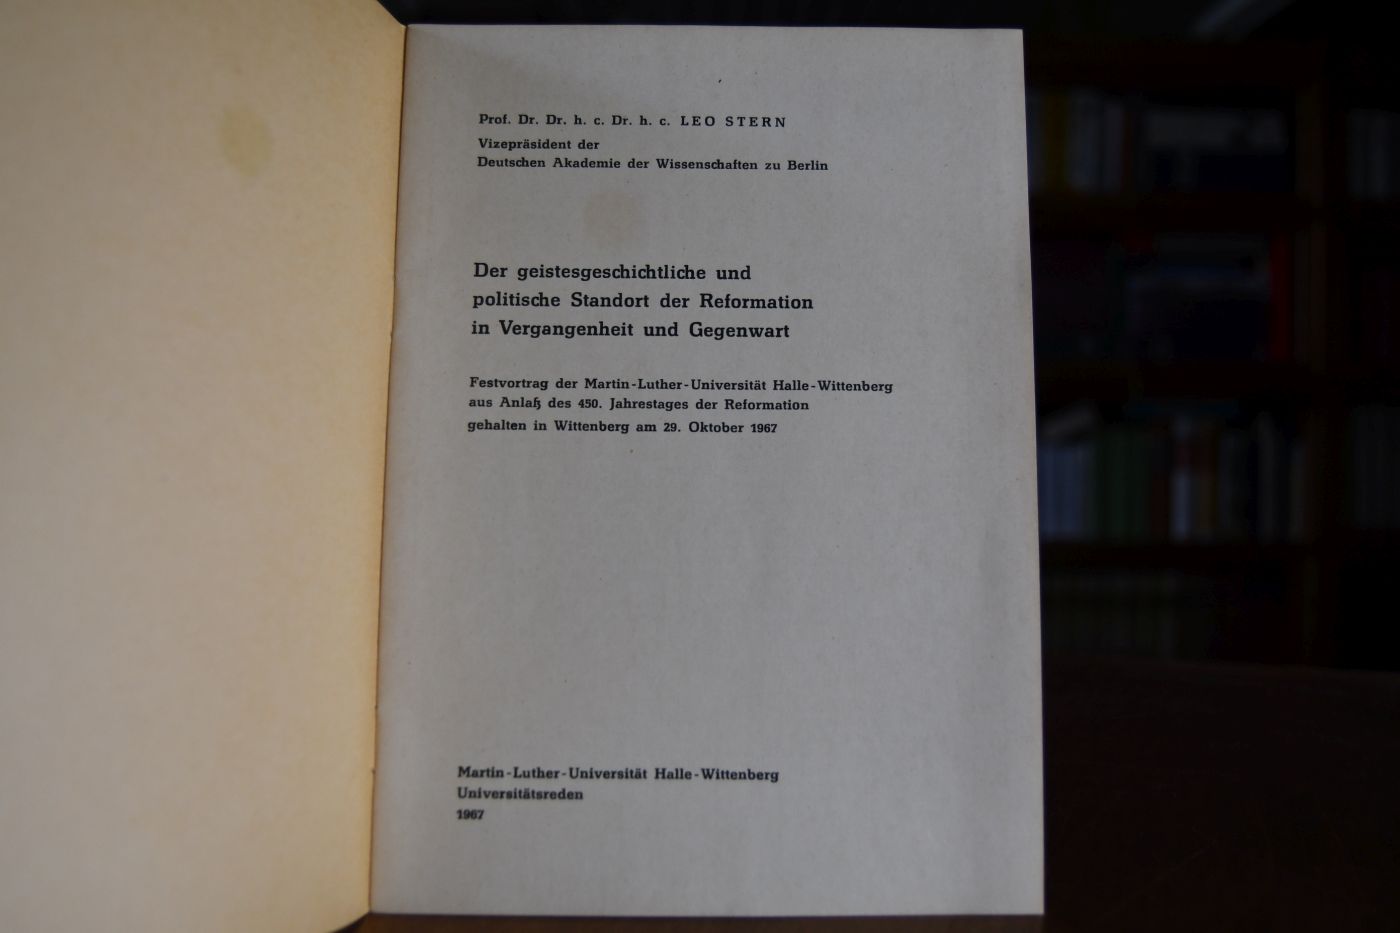 Prof. Dr. Dr. h. c. Dr. h. c. LEO STERN
Vizepräsident der
Deutschen Akademie der Wissenschaften zu Berlin
Der geistesgeschichtliche und
politische Standort der Reformation
in Vergangenheit und Gegenwart
Festvortrag der Martin-Luther-Universität Halle-Wittenberg
aus Anlaß des 450. Jahrestages der Reformation
gehalten in Wittenberg am 29. Oktober 1967
Martin-Luther-Universität Halle-Wittenberg
Universitätsreden
1967